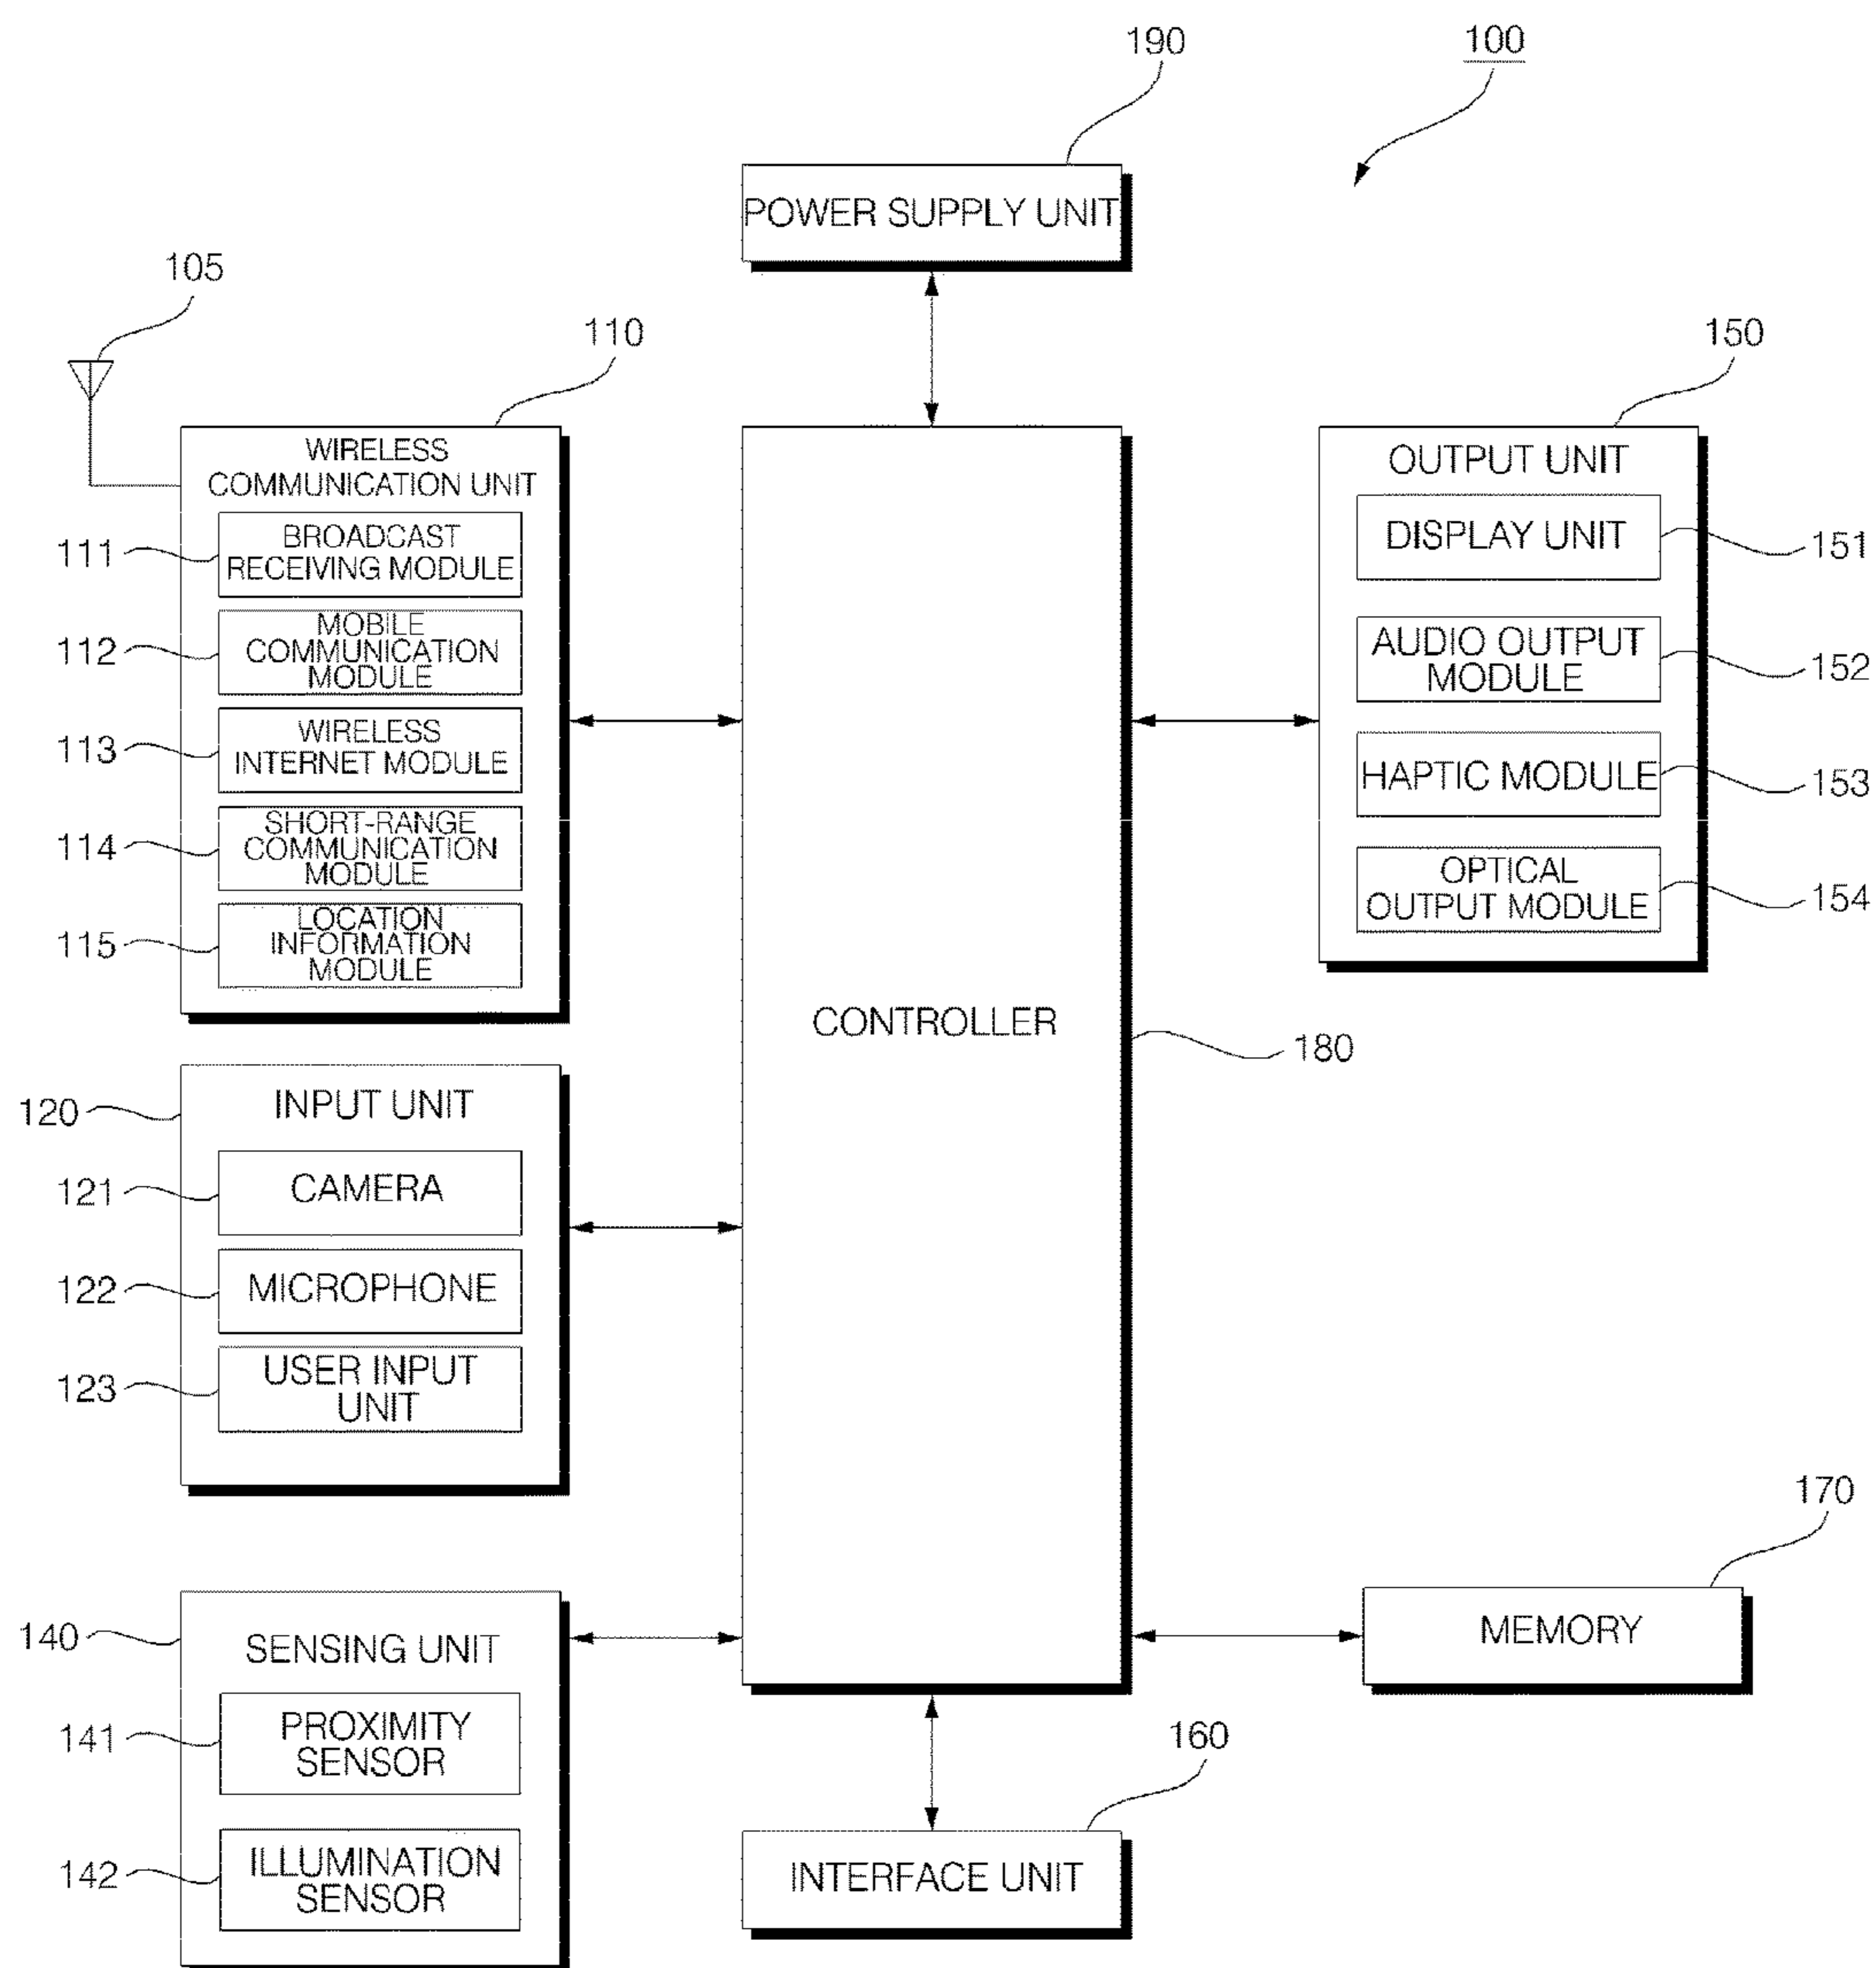 190
100
POWER SUPPLY UNIT
105
110
150
WIRELESS
COMMUNICATION UNIT
111
BROADCAST
RECEIVING MODULE
112
MOBILE
COMMUNICATION
MODULE
113
WIRELESS
INTERNET MODULE
114
SHORT-RANGE
COMMUNICATION
MODULE
115
LOCATION
INFORMATION
MODULE
OUTPUT UNIT
DISPLAY UNIT
151
AUDIO OUTPUT
MODULE
152
HAPTIC MODULE
153
OPTICAL
OUTPUT MODULE
154
CONTROLLER
180
120
INPUT UNIT
121
CAMERA
122
MICROPHONE
123
USER INPUT
UNIT
170
MEMORY
140
SENSING UNIT
141
PROXIMITY
SENSOR
142
ILLUMINATION
SENSOR
160
INTERFACE UNIT